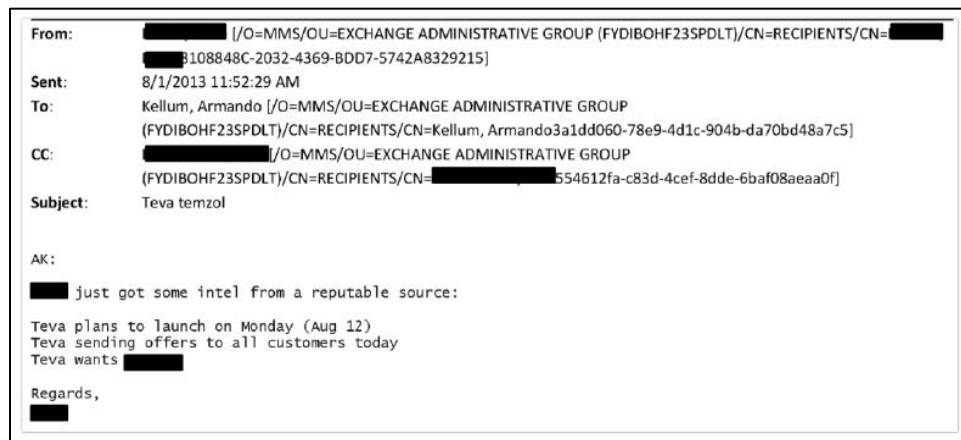 From: [/O=MMS/OU=EXCHANGE ADMINISTRATIVE GROUP (FYDIBOHF23SPDLT)/CN=RECIPIENTS/CN=
3108848C-2032-4369-BDD7-5742A8329215]
Sent: 8/1/2013 11:52:29 AM
To: Kellum, Armando [/O=MMS/OU=EXCHANGE ADMINISTRATIVE GROUP
(FYDIBOHF23SPDLT)/CN=RECIPIENTS/CN=Kellum, Armando3a1dd060-78e9-4d1c-904b-da70bd48a7c5]
CC: [/O=MMS/OU=EXCHANGE ADMINISTRATIVE GROUP
(FYDIBOHF23SPDLT)/CN=RECIPIENTS/CN= 554612fa-c83d-4cef-8dde-6baf08aeaa0f]
Subject: Teva temzol
AK:
just got some intel from a reputable source:
Teva plans to launch on Monday (Aug 12)
Teva sending offers to all customers today
Teva wants
Regards,